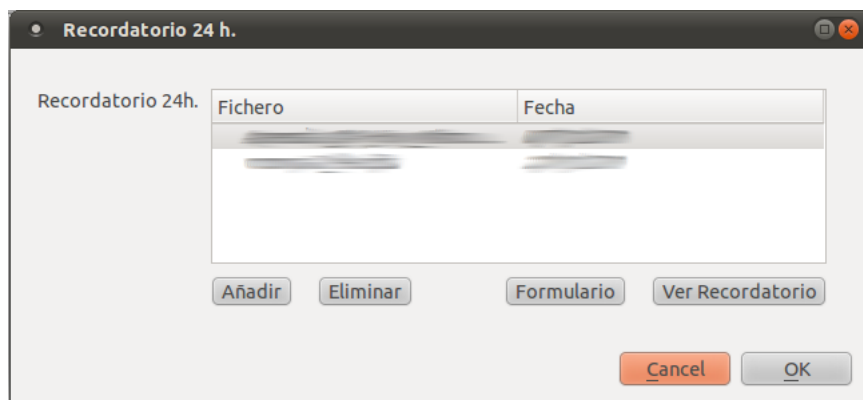 Recordatorio 24 h.
Recordatorio 24h.
Fichero Fecha
Añadir Eliminar Formulario Ver Recordatorio
Cancel OK